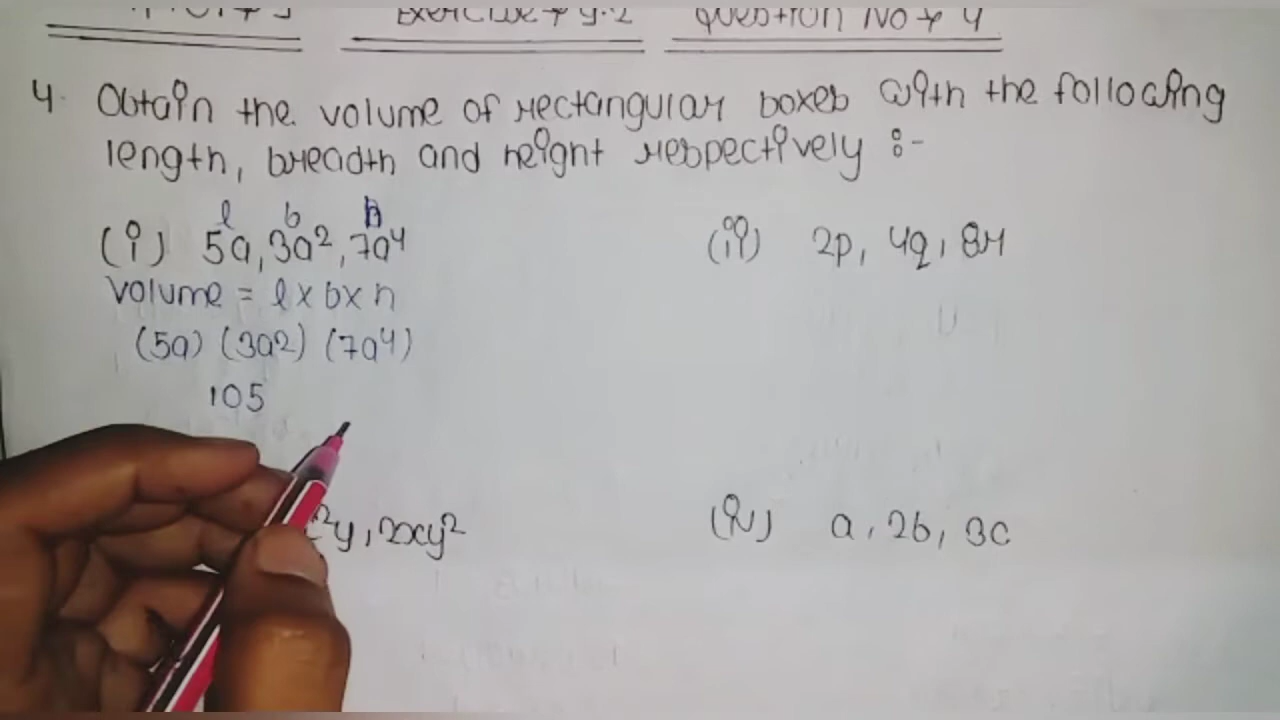 Exercise → 9.2 Question No → 4
4. Obtain the volume of rectangular boxes with the following
length, breadth and height respectively :-
l b h
(i) 5a, 3a², 7a⁴
(ii) 2p, 4q, 8r
volume = l × b × h
(5a) (3a²) (7a⁴)
105
²y, 2xy²
(iv) a, 2b, 3c